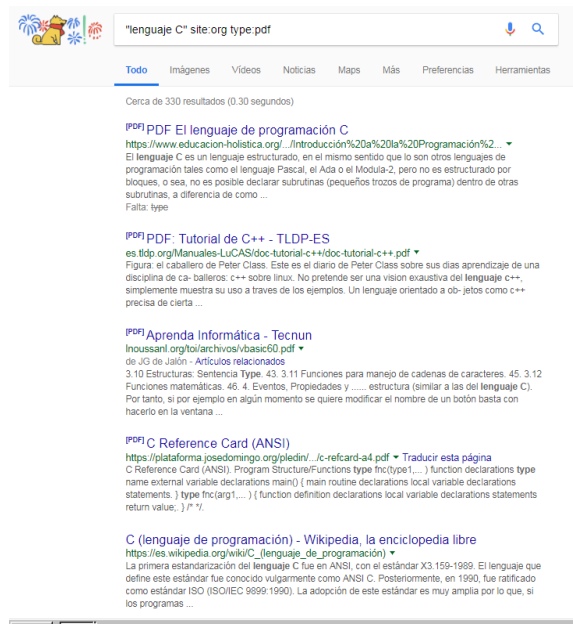 "lenguaje C" site:org type:pdf
Todo Imágenes Vídeos Noticias Maps Más Preferencias Herramientas
Cerca de 330 resultados (0.30 segundos)
[PDF] PDF El lenguaje de programación C
https://www.educacion-holistica.org/.../Introducción%20a%20la%20Programación%2...
El lenguaje C es un lenguaje estructurado, en el mismo sentido que lo son otros lenguajes de
programación tales como el lenguaje Pascal, el Ada o el Modula-2, pero no es estructurado por
bloques, o sea, no es posible declarar subrutinas (pequeños trozos de programa) dentro de otras
subrutinas, a diferencia de como ...
Falta: type
[PDF] PDF: Tutorial de C++ - TLDP-ES
es.tldp.org/Manuales-LuCAS/doc-tutorial-c++/doc-tutorial-c++.pdf
Figura: el caballero de Peter Class. Este es el diario de Peter Class sobre sus dias aprendizaje de una
disciplina de ca- balleros: c++ sobre linux. No pretende ser una vision exaustiva del lenguaje c++,
simplemente muestra su uso a traves de los ejemplos. Un lenguaje orientado a ob- jetos como c++
precisa de cierta ...
[PDF] Aprenda Informática - Tecnun
lnoussanl.org/toi/archivos/vbasic60.pdf
de JG de Jalón - Artículos relacionados
3.10 Estructuras: Sentencia Type. 43. 3.11 Funciones para manejo de cadenas de caracteres. 45. 3.12
Funciones matemáticas. 46. 4. Eventos, Propiedades y ...... estructura (similar a las del lenguaje C).
Por tanto, si por ejemplo en algún momento se quiere modificar el nombre de un botón basta con
hacerlo en la ventana ...
[PDF] C Reference Card (ANSI)
https://plataforma.josedomingo.org/pledin/.../c-refcard-a4.pdf Traducir esta página
C Reference Card (ANSI). Program Structure/Functions type fnc(type1,... ) function declarations type
name external variable declarations main() { main routine declarations local variable declarations
statements. } type fnc(arg1,... ) { function definition declarations local variable declarations statements
return value;. } /* */.
C (lenguaje de programación) - Wikipedia, la enciclopedia libre
https://es.wikipedia.org/wiki/C_(lenguaje_de_programación)
La primera estandarización del lenguaje C fue en ANSI, con el estándar X3.159-1989. El lenguaje que
define este estándar fue conocido vulgarmente como ANSI C. Posteriormente, en 1990, fue ratificado
como estándar ISO (ISO/IEC 9899:1990). La adopción de este estándar es muy amplia por lo que, si
los programas ...